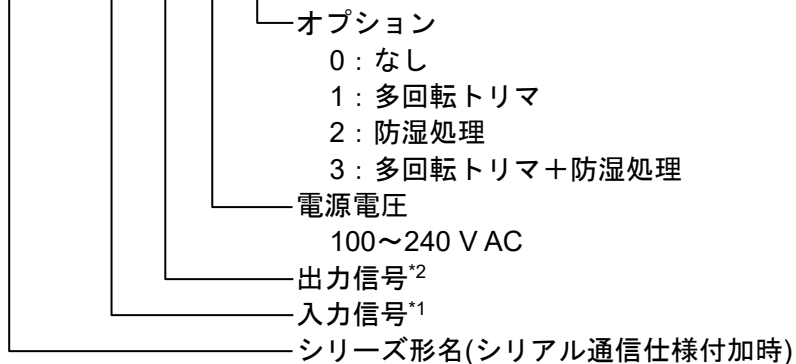 オプション
0：なし
1：多回転トリマ
2：防湿処理
3：多回転トリマ＋防湿処理
電源電圧
100～240 V AC
出力信号*2
入力信号*1
シリーズ形名(シリアル通信仕様付加時)